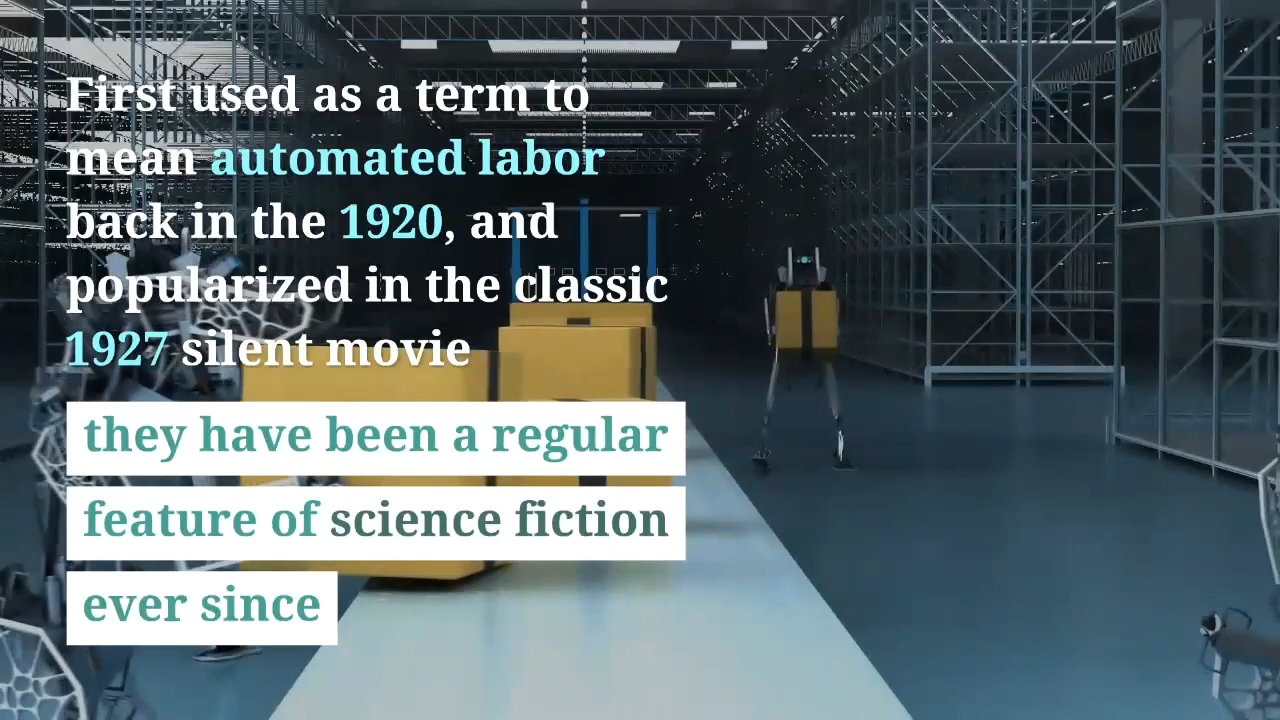 First used as a term to
mean automated labor
back in the 1920, and
popularized in the classic
1927 silent movie
they have been a regular
feature of science fiction
ever since